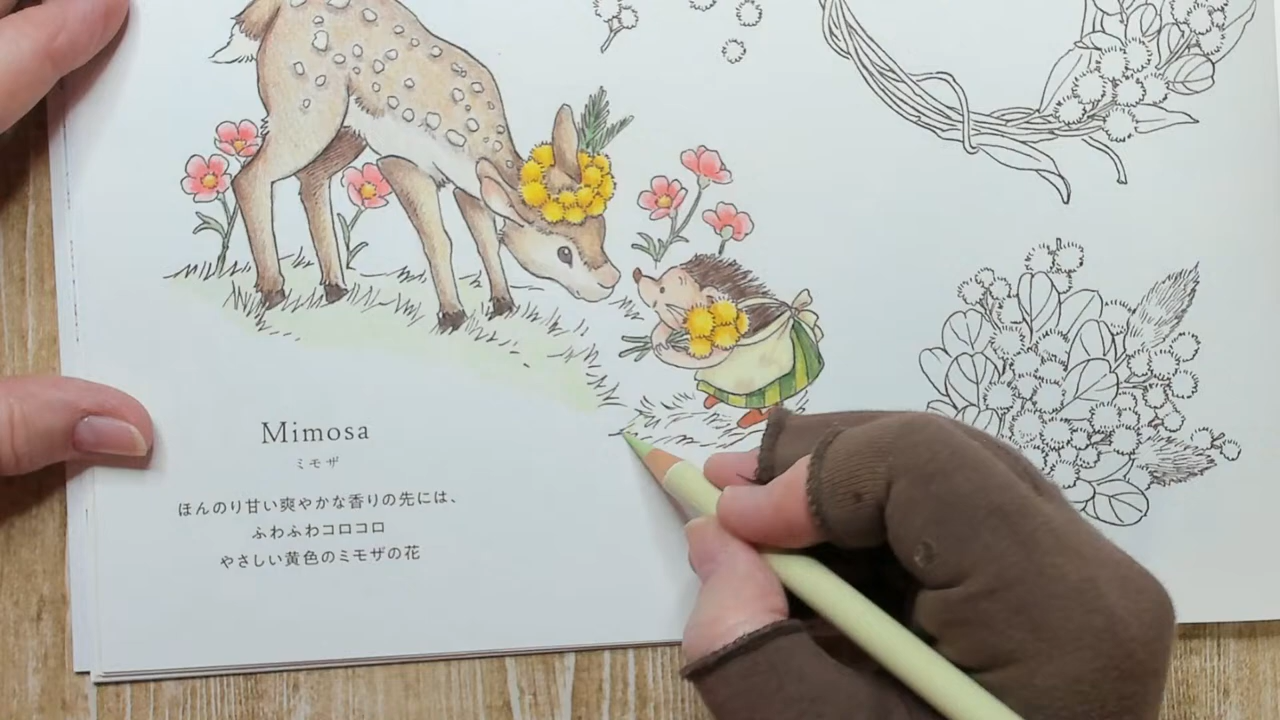 Mimosa
ミモザ
ほんのり甘い爽やかな香りの先には、
ふわふわコロコロ
やさしい黄色のミモザの花